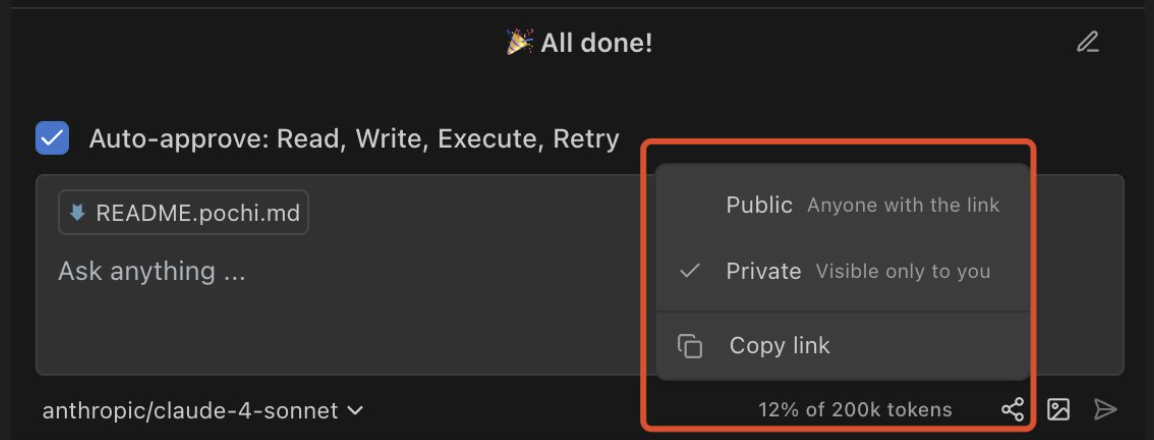 🎉 All done!
Auto-approve: Read, Write, Execute, Retry
README.pochi.md
Ask anything ...
Public Anyone with the link
Private Visible only to you
Copy link
anthropic/claude-4-sonnet
12% of 200k tokens